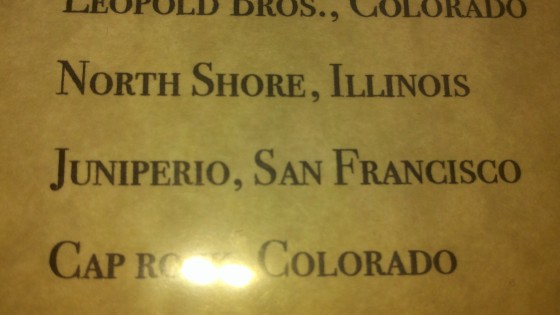 LEOPOLD BROS., COLORADO
NORTH SHORE, ILLINOIS
JUNIPERIO, SAN FRANCISCO
CAP COLORADO